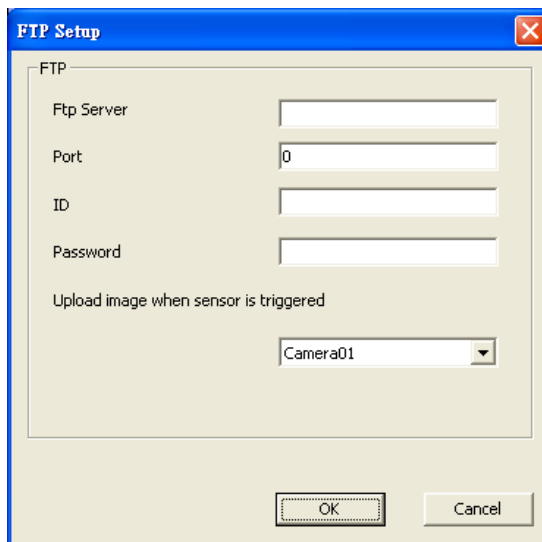 FTP Setup
FTP
Ftp Server
Port
0
ID
Password
Upload image when sensor is triggered
Camera01
OK
Cancel